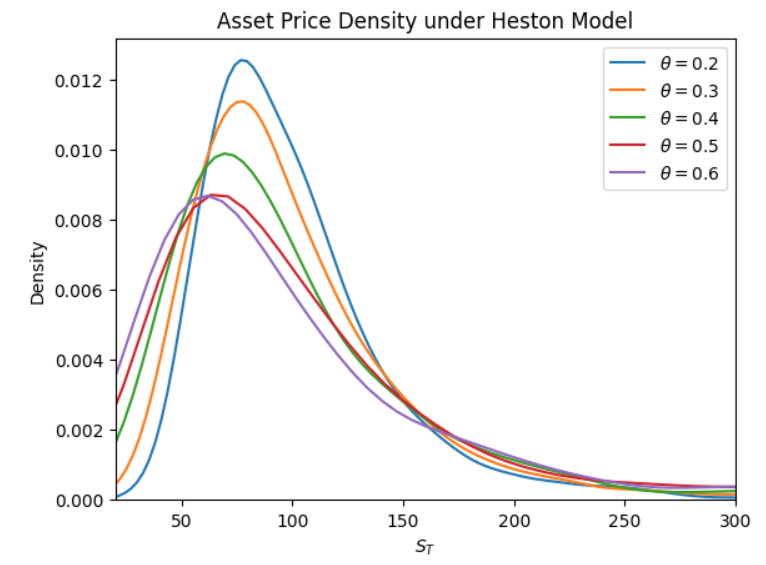 Asset Price Density under Heston Model
θ = 0.2
θ = 0.3
θ = 0.4
θ = 0.5
θ = 0.6
Density
0.012
0.010
0.008
0.006
0.004
0.002
0.000
50 100 150 200 250 300
S_T